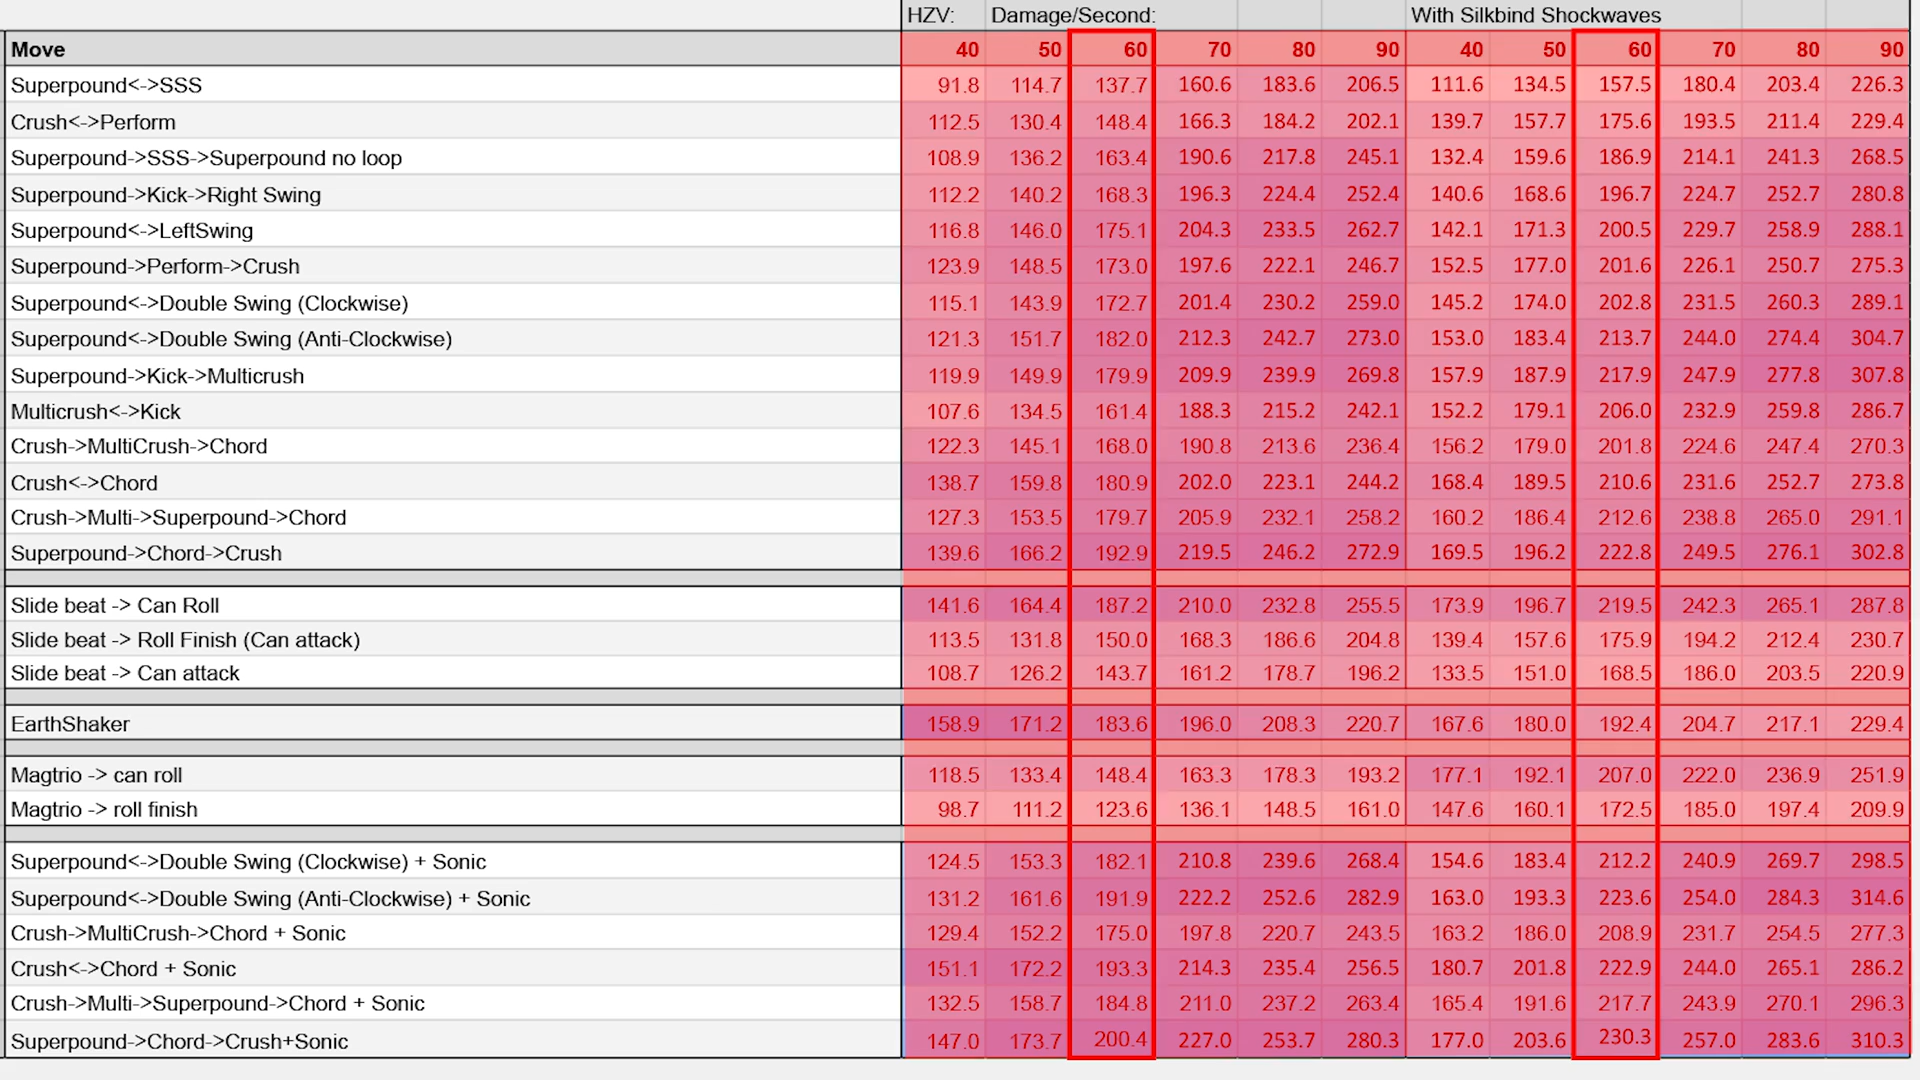 HZV: Damage/Second: With Silkbind Shockwaves
Move 40 50 60 70 80 90 40 50 60 70 80 90
Superpound<->SSS 91.8 114.7 137.7 160.6 183.6 206.5 111.6 134.5 157.5 180.4 203.4 226.3
Crush<->Perform 112.5 130.4 148.4 166.3 184.2 202.1 139.7 157.7 175.6 193.5 211.4 229.4
Superpound->SSS->Superpound no loop 108.9 136.2 163.4 190.6 217.8 245.1 132.4 159.6 186.9 214.1 241.3 268.5
Superpound->Kick->Right Swing 112.2 140.2 168.3 196.3 224.4 252.4 140.6 168.6 196.7 224.7 252.7 280.8
Superpound<->LeftSwing 116.8 146.0 175.1 204.3 233.5 262.7 142.1 171.3 200.5 229.7 258.9 288.1
Superpound->Perform->Crush 123.9 148.5 173.0 197.6 222.1 246.7 152.5 177.0 201.6 226.1 250.7 275.3
Superpound<->Double Swing (Clockwise) 115.1 143.9 172.7 201.4 230.2 259.0 145.2 174.0 202.8 231.5 260.3 289.1
Superpound<->Double Swing (Anti-Clockwise) 121.3 151.7 182.0 212.3 242.7 273.0 153.0 183.4 213.7 244.0 274.4 304.7
Superpound->Kick->Multicrush 119.9 149.9 179.9 209.9 239.9 269.8 157.9 187.9 217.9 247.9 277.8 307.8
Multicrush<->Kick 107.6 134.5 161.4 188.3 215.2 242.1 152.2 179.1 206.0 232.9 259.8 286.7
Crush->MultiCrush->Chord 122.3 145.1 168.0 190.8 213.6 236.4 156.2 179.0 201.8 224.6 247.4 270.3
Crush<->Chord 138.7 159.8 180.9 202.0 223.1 244.2 168.4 189.5 210.6 231.6 252.7 273.8
Crush->Multi->Superpound->Chord 127.3 153.5 179.7 205.9 232.1 258.2 160.2 186.4 212.6 238.8 265.0 291.1
Superpound->Chord->Crush 139.6 166.2 192.9 219.5 246.2 272.9 169.5 196.2 222.8 249.5 276.1 302.8
Slide beat -> Can Roll 141.6 164.4 187.2 210.0 232.8 255.5 173.9 196.7 219.5 242.3 265.1 287.8
Slide beat -> Roll Finish (Can attack) 113.5 131.8 150.0 168.3 186.6 204.8 139.4 157.6 175.9 194.2 212.4 230.7
Slide beat -> Can attack 108.7 126.2 143.7 161.2 178.7 196.2 133.5 151.0 168.5 186.0 203.5 220.9
EarthShaker 158.9 171.2 183.6 196.0 208.3 220.7 167.6 180.0 192.4 204.7 217.1 229.4
Magtrio -> can roll 118.5 133.4 148.4 163.3 178.3 193.2 177.1 192.1 207.0 222.0 236.9 251.9
Magtrio -> roll finish 98.7 111.2 123.6 136.1 148.5 161.0 147.6 160.1 172.5 185.0 197.4 209.9
Superpound<->Double Swing (Clockwise) + Sonic 124.5 153.3 182.1 210.8 239.6 268.4 154.6 183.4 212.2 240.9 269.7 298.5
Superpound<->Double Swing (Anti-Clockwise) + Sonic 131.2 161.6 191.9 222.2 252.6 282.9 163.0 193.3 223.6 254.0 284.3 314.6
Crush->MultiCrush->Chord + Sonic 129.4 152.2 175.0 197.8 220.7 243.5 163.2 186.0 208.9 231.7 254.5 277.3
Crush<->Chord + Sonic 151.1 172.2 193.3 214.3 235.4 256.5 180.7 201.8 222.9 244.0 265.1 286.2
Crush->Multi->Superpound->Chord + Sonic 132.5 158.7 184.8 211.0 237.2 263.4 165.4 191.6 217.7 243.9 270.1 296.3
Superpound->Chord->Crush+Sonic 147.0 173.7 200.4 227.0 253.7 280.3 177.0 203.6 230.3 257.0 283.6 310.3